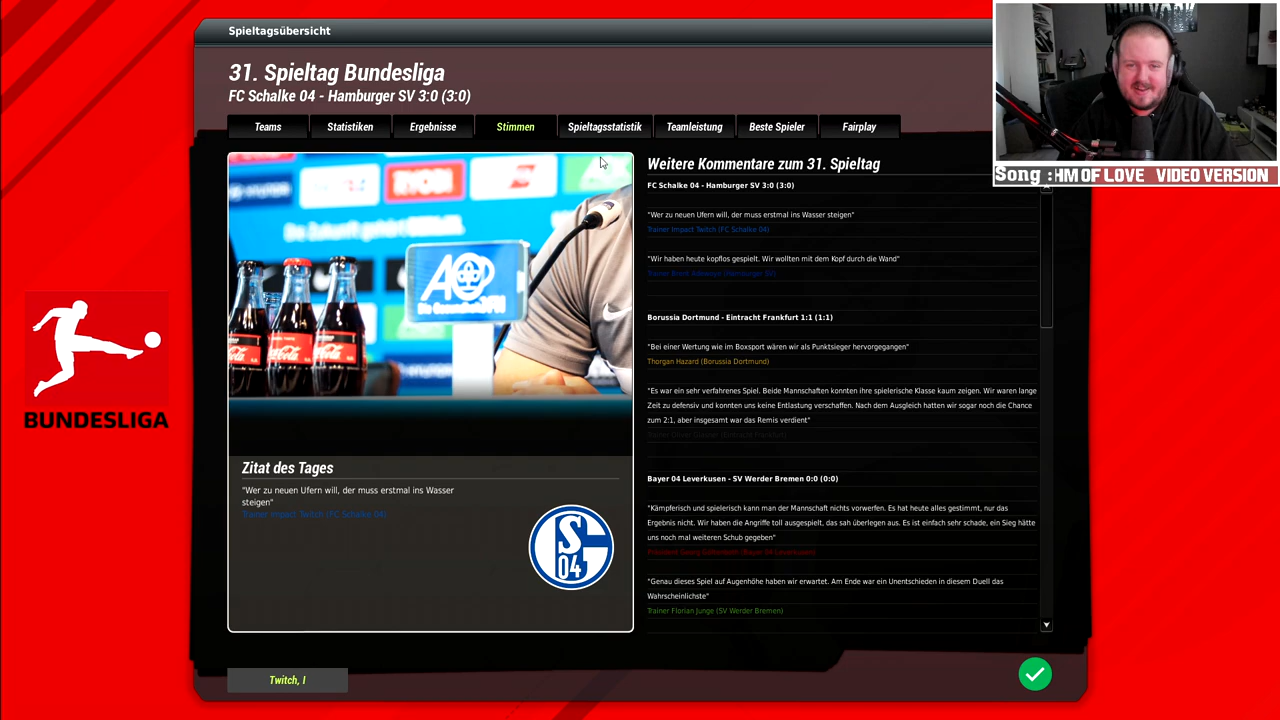 Spieltagsübersicht
31. Spieltag Bundesliga
FC Schalke 04 - Hamburger SV 3:0 (3:0)
Teams
Statistiken
Ergebnisse
Stimmen
Spieltagsstatistik
Teamleistung
Beste Spieler
Fairplay
Song : HM OF LOVE VIDEO VERSION
BUNDESLIGA
Zitat des Tages
"Wer zu neuen Ufern will, der muss erstmal ins Wasser
steigen"
Trainer Impact Twitch (FC Schalke 04)
S
04
Weitere Kommentare zum 31. Spieltag
FC Schalke 04 - Hamburger SV 3:0 (3:0)
"Wer zu neuen Ufern will, der muss erstmal ins Wasser steigen"
Trainer Impact Twitch (FC Schalke 04)
"Wir haben heute kopflos gespielt. Wir wollten mit dem Kopf durch die Wand"
(Hamburger SV)
Borussia Dortmund - Eintracht Frankfurt 1:1 (1:1)
"Bei einer Wertung wie im Boxsport wären wir als Punktsieger hervorgegangen"
Thorgan Hazard (Borussia Dortmund)
"Es war ein sehr verfahrenes Spiel. Beide Mannschaften konnten ihre spielerische Klasse kaum zeigen. Wir waren lange
Zeit zu defensiv und konnten uns keine Entlastung verschaffen. Nach dem Ausgleich hatten wir sogar noch die Chance
zum 2:1, aber insgesamt war das Remis verdient"
Trainer Oliver Glasner (Eintracht Frankfurt)
Bayer 04 Leverkusen - SV Werder Bremen 0:0 (0:0)
"Kämpferisch und spielerisch kann man der Mannschaft nichts vorwerfen. Es hat heute alles gestimmt, nur das
Ergebnis nicht. Wir haben die Angriffe toll ausgespielt, das sah überlegen aus. Es ist einfach sehr schade, ein Sieg hätte
uns noch mal weiteren Schub gegeben"
(Bayer 04 Leverkusen)
"Genau dieses Spiel auf Augenhöhe haben wir erwartet. Am Ende war ein Unentschieden in diesem Duell das
Wahrscheinlichste"
Trainer Florian Junge (SV Werder Bremen)
Twitch, I